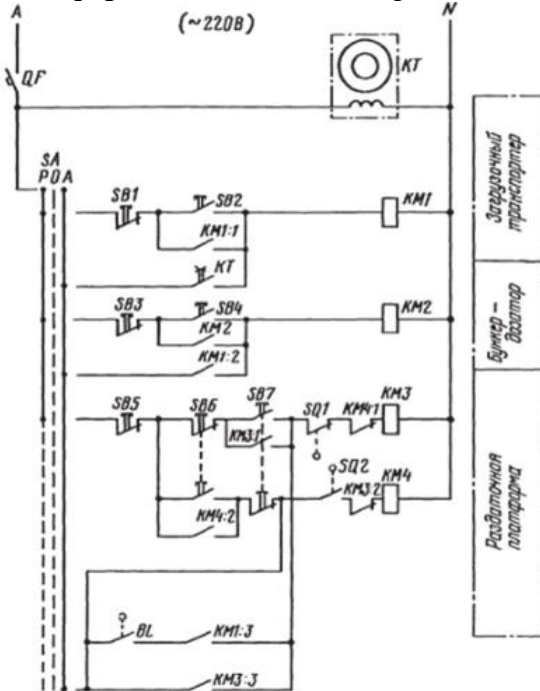 A
(~220В)
N
QF
KT
SA
P O A
SB1
SB2
KM1
KM1:1
KT
SB3
SB4
KM2
KM2
KM1:2
SB5
SB6
SB7
SQ1
KM4:1
KM3
KM3:1
SQ2
KM3:2
KM4
KM4:2
BL
KM1:3
KM3:3
Загрузочный
транспортер
Бункер –
дозатор
Раздаточная
платформа